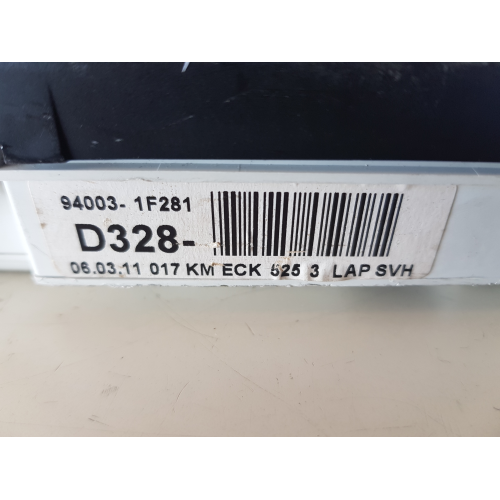 94003- 1F281
D328-
06.03.11 017 KM ECK 525 3 LAP SVH